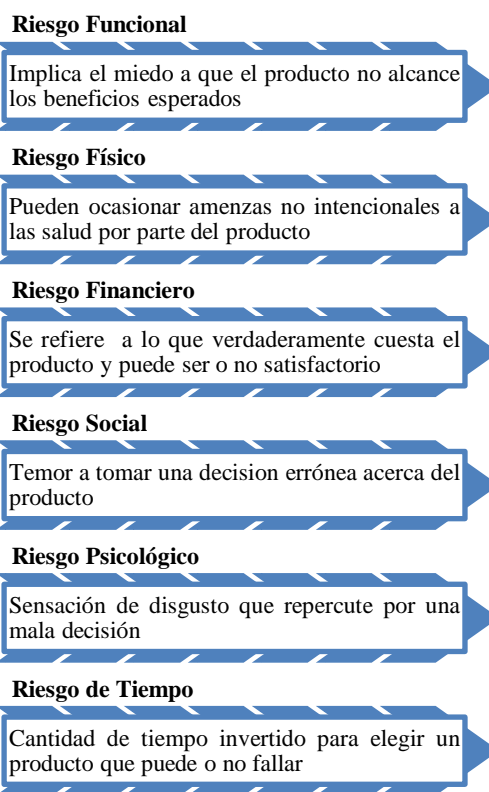 Riesgo Funcional
Implica el miedo a que el producto no alcance
los beneficios esperados
Riesgo Físico
Pueden ocasionar amenzas no intencionales a
las salud por parte del producto
Riesgo Financiero
Se refiere a lo que verdaderamente cuesta el
producto y puede ser o no satisfactorio
Riesgo Social
Temor a tomar una decision errónea acerca del
producto
Riesgo Psicológico
Sensación de disgusto que repercute por una
mala decisión
Riesgo de Tiempo
Cantidad de tiempo invertido para elegir un
producto que puede o no fallar